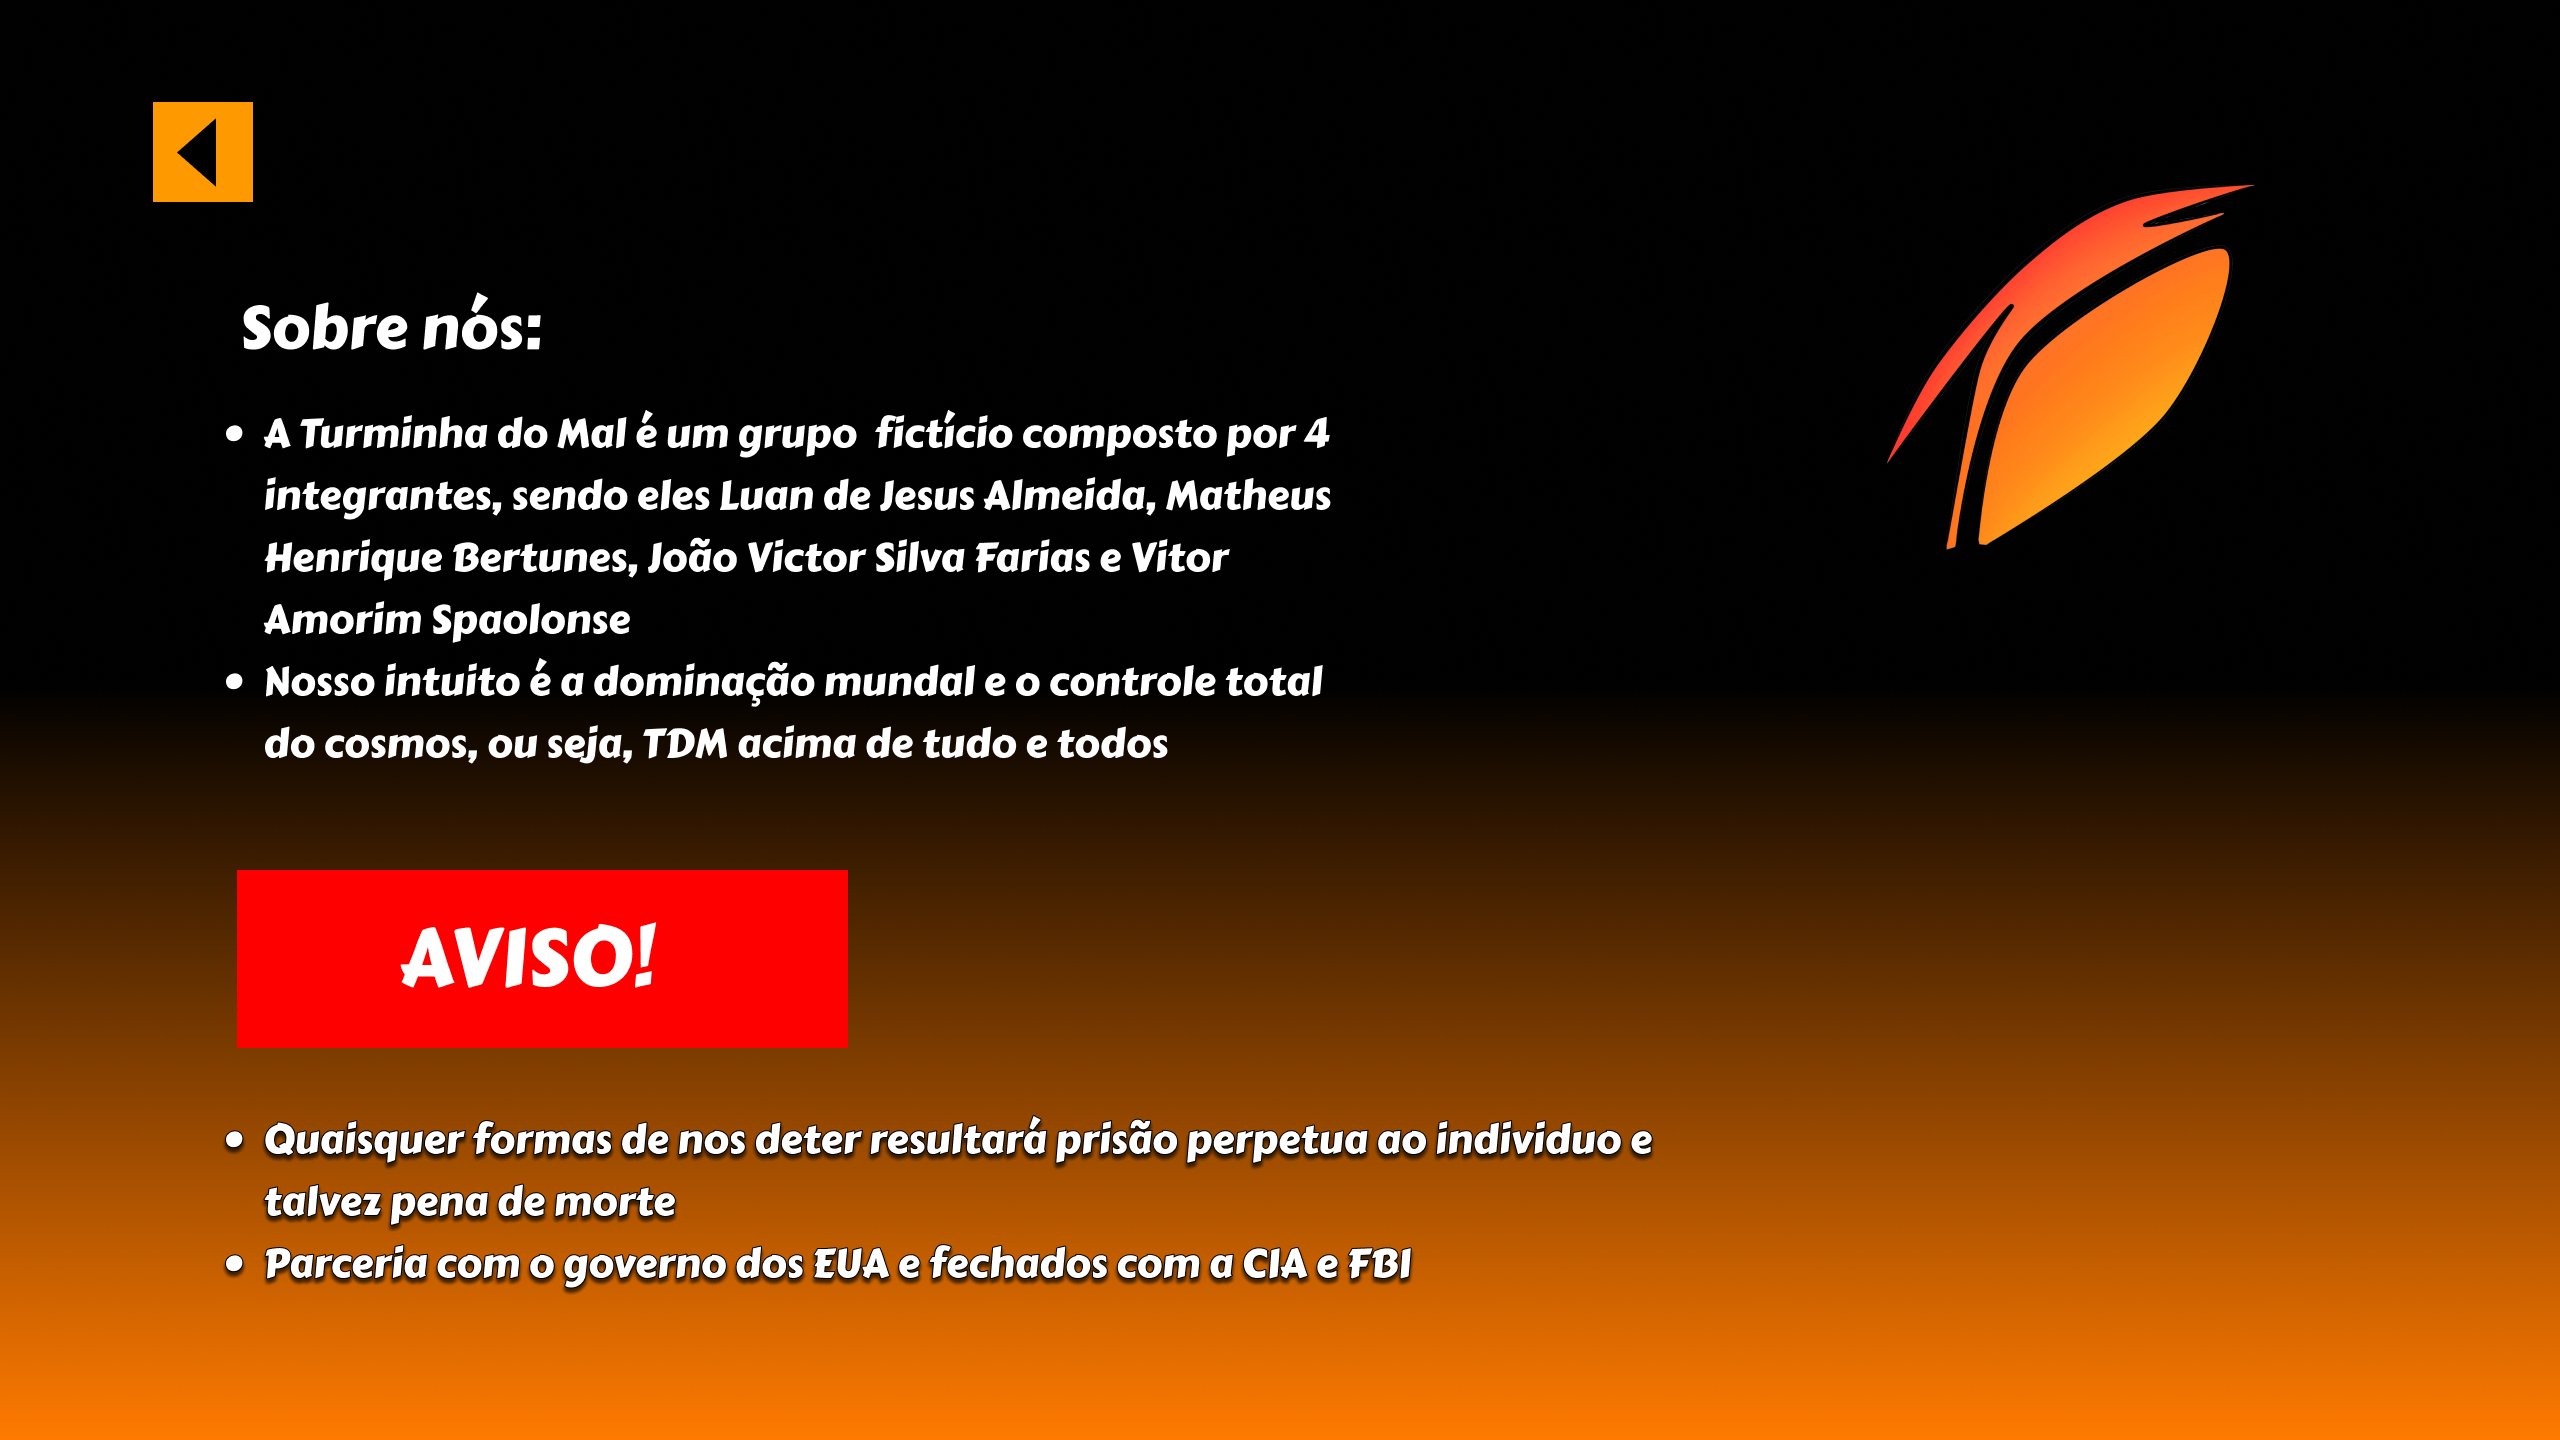 Sobre nós:
• A Turminha do Mal é um grupo  fictício composto por 4
integrantes, sendo eles Luan de Jesus Almeida, Matheus
Henrique Bertunes, João Victor Silva Farias e Vitor
Amorim Spaolonse
• Nosso intuito é a dominação mundal e o controle total
do cosmos, ou seja, TDM acima de tudo e todos
AVISO!
• Quaisquer formas de nos deter resultará prisão perpetua ao individuo e
talvez pena de morte
• Parceria com o governo dos EUA e fechados com a CIA e FBI